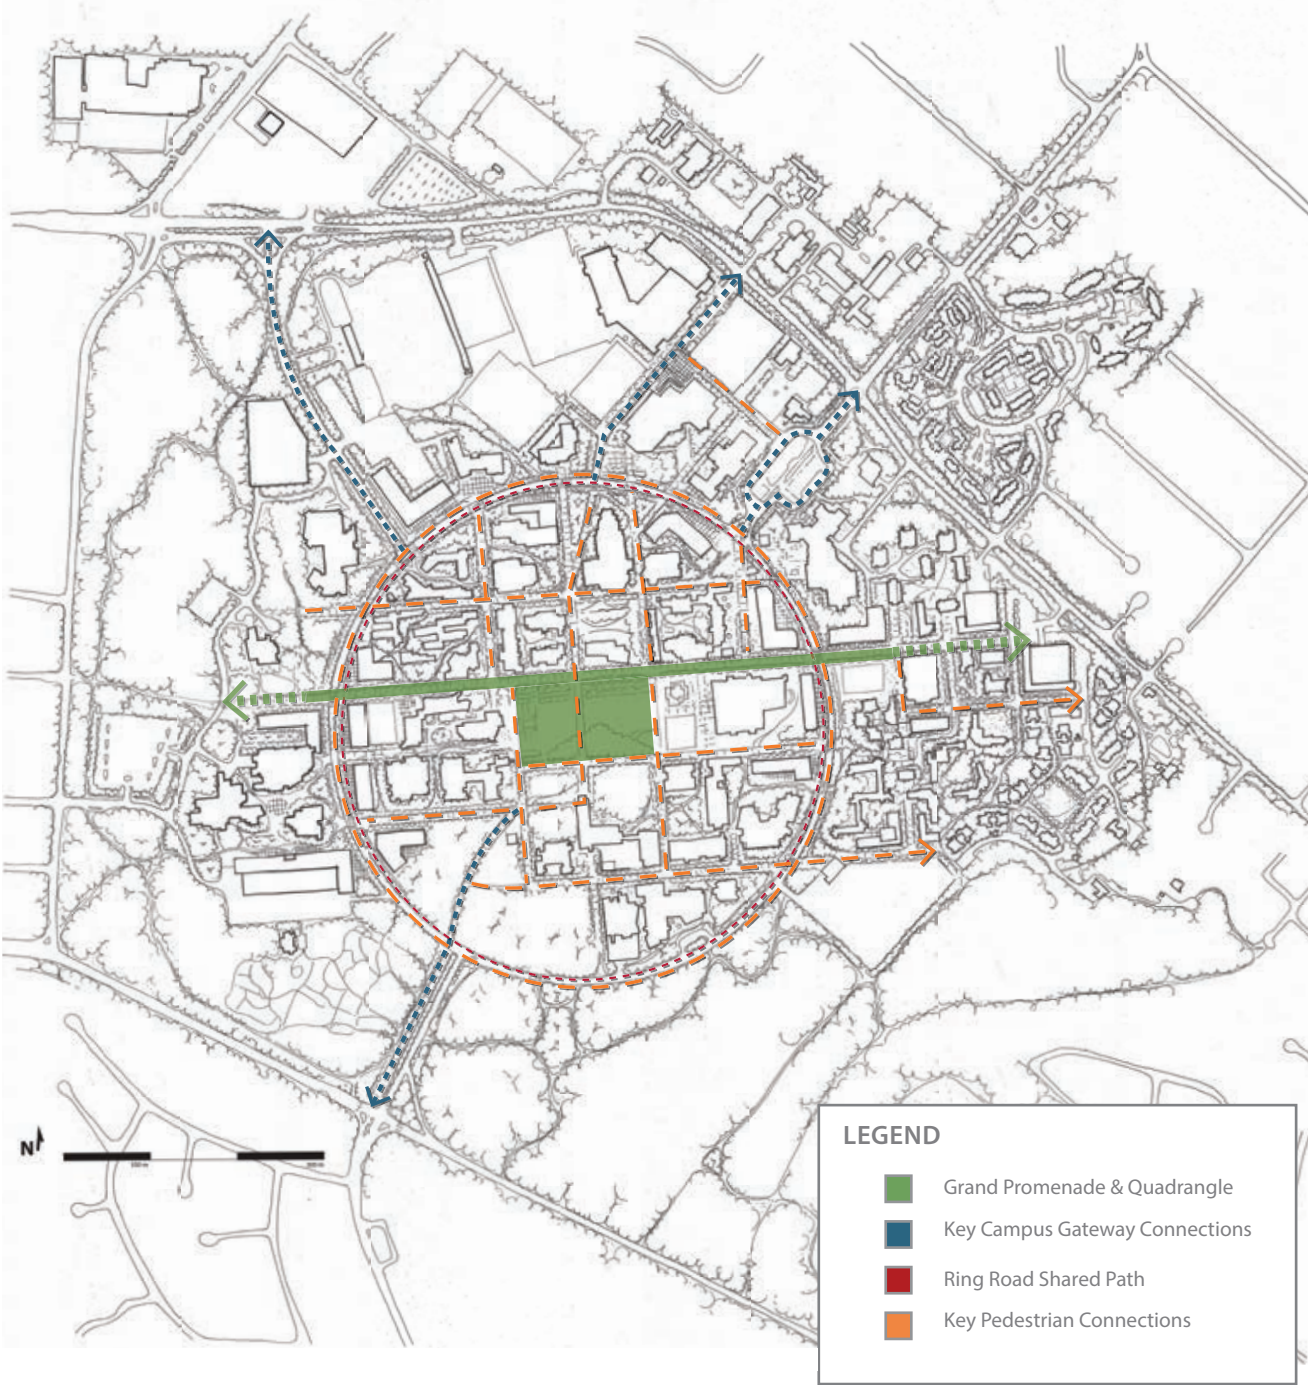 N
LEGEND
Grand Promenade & Quadrangle
Key Campus Gateway Connections
Ring Road Shared Path
Key Pedestrian Connections